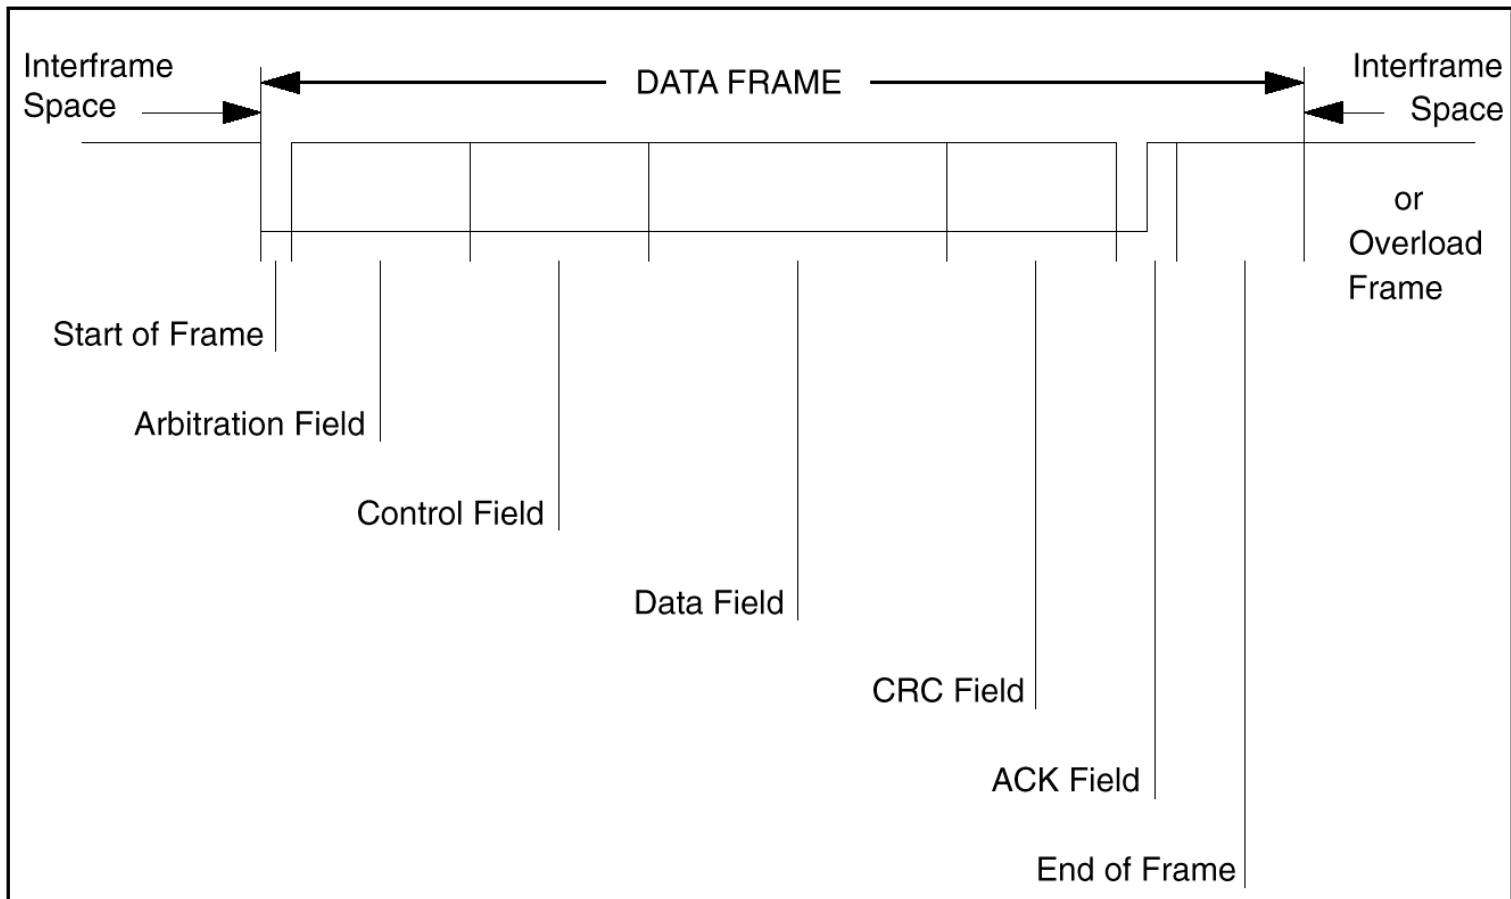 Interframe
Space
DATA FRAME
Interframe
Space
or
Overload
Frame
Start of Frame
Arbitration Field
Control Field
Data Field
CRC Field
ACK Field
End of Frame